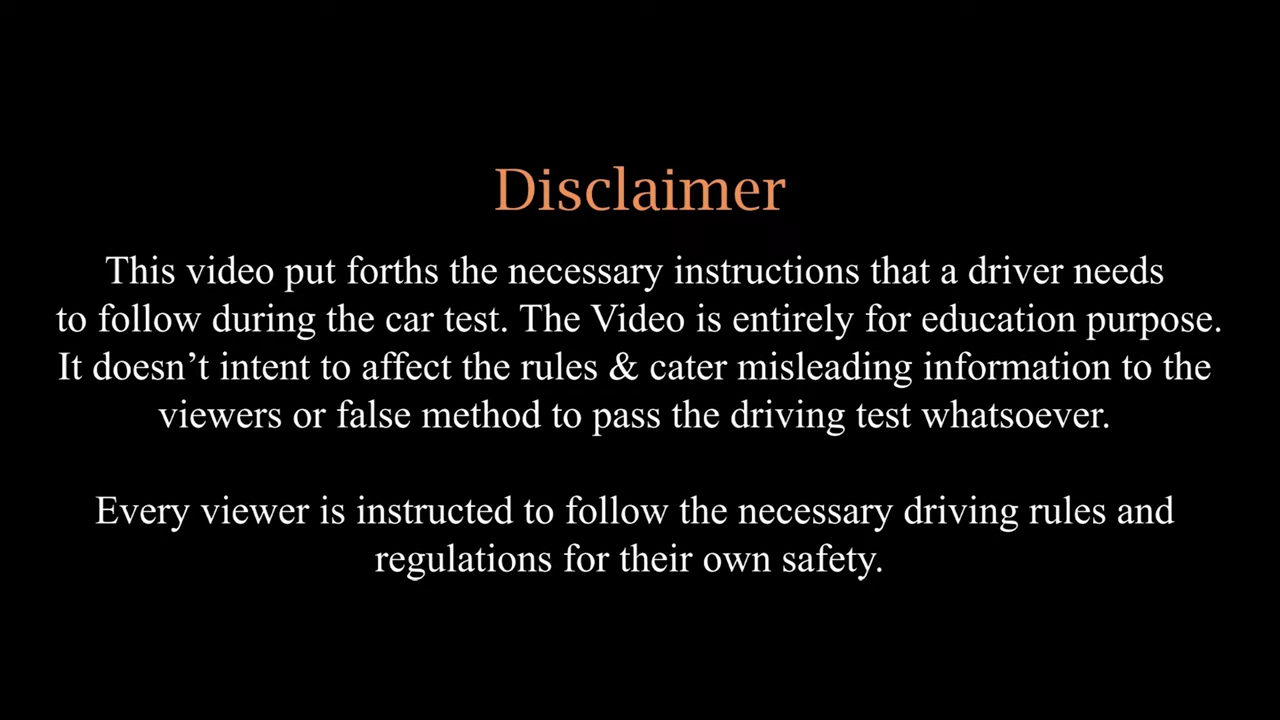 Disclaimer
This video put forths the necessary instructions that a driver needs
to follow during the car test. The Video is entirely for education purpose.
It doesn’t intent to affect the rules & cater misleading information to the
viewers or false method to pass the driving test whatsoever.
Every viewer is instructed to follow the necessary driving rules and
regulations for their own safety.